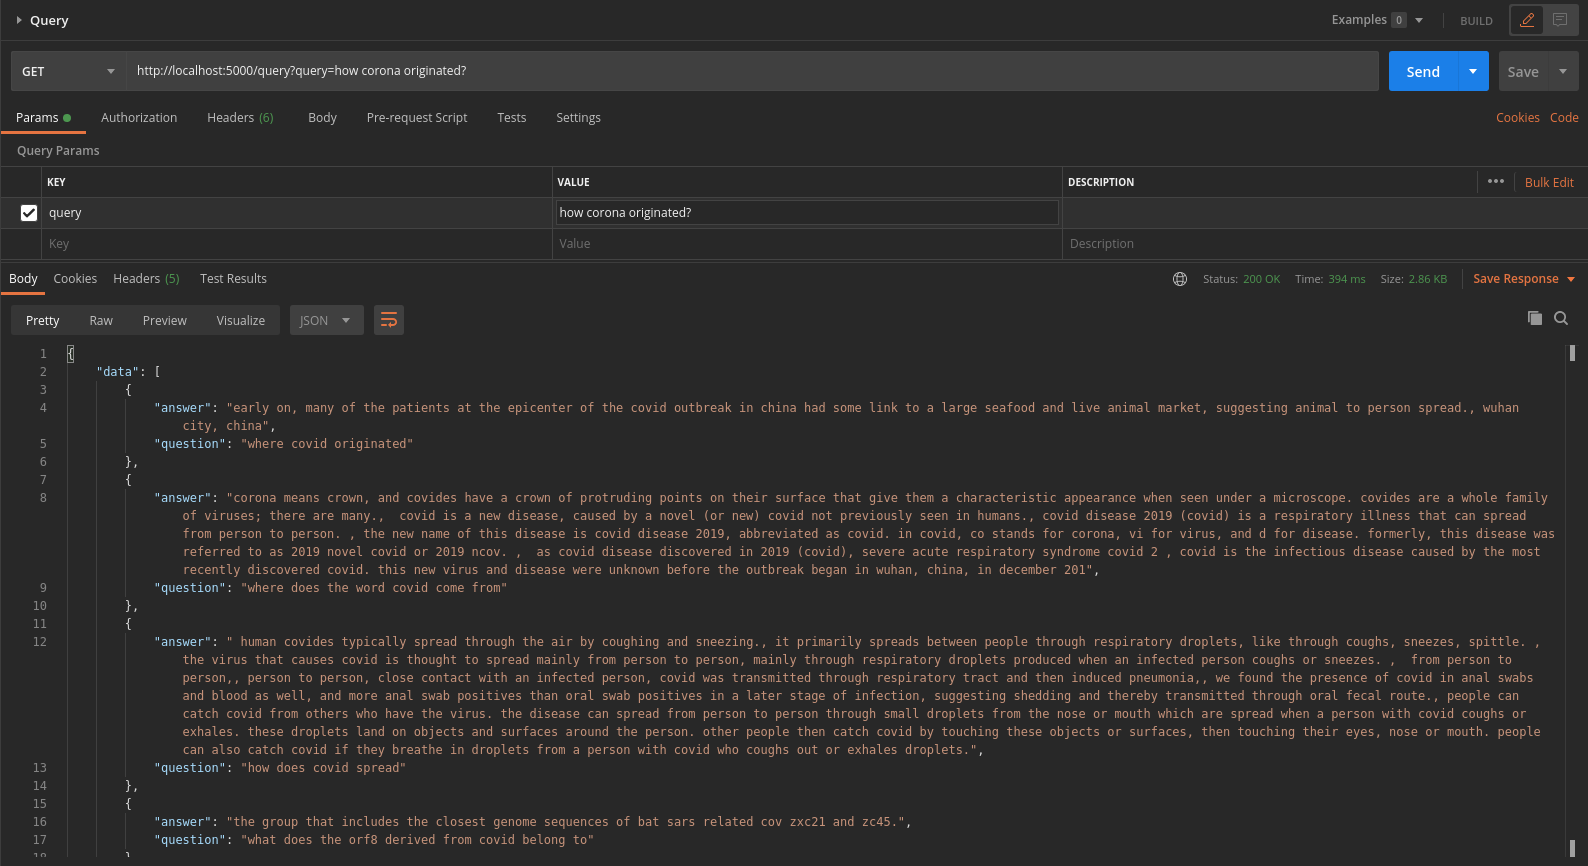 Query
Examples 0
BUILD
GET
http://localhost:5000/query?query=how corona originated?
Send
Save
Params
Authorization
Headers (6)
Body
Pre-request Script
Tests
Settings
Cookies
Code
Query Params
KEY
VALUE
DESCRIPTION
Bulk Edit
query
how corona originated?
Key
Value
Description
Body
Cookies
Headers (5)
Test Results
Status: 200 OK
Time: 394 ms
Size: 2.86 KB
Save Response
Pretty
Raw
Preview
Visualize
JSON
1 {
2 "data": [
3 {
4 "answer": "early on, many of the patients at the epicenter of the covid outbreak in china had some link to a large seafood and live animal market, suggesting animal to person spread., wuhan
city, china",
5 "question": "where covid originated"
6 },
7 {
8 "answer": "corona means crown, and covides have a crown of protruding points on their surface that give them a characteristic appearance when seen under a microscope. covides are a whole family
of viruses; there are many.,  covid is a new disease, caused by a novel (or new) covid not previously seen in humans., covid disease 2019 (covid) is a respiratory illness that can spread
from person to person. , the new name of this disease is covid disease 2019, abbreviated as covid. in covid, co stands for corona, vi for virus, and d for disease. formerly, this disease was
referred to as 2019 novel covid or 2019 ncov. ,  as covid disease discovered in 2019 (covid), severe acute respiratory syndrome covid 2 , covid is the infectious disease caused by the most
recently discovered covid. this new virus and disease were unknown before the outbreak began in wuhan, china, in december 201",
9 "question": "where does the word covid come from"
10 },
11 {
12 "answer": " human covides typically spread through the air by coughing and sneezing., it primarily spreads between people through respiratory droplets, like through coughs, sneezes, spittle. ,
the virus that causes covid is thought to spread mainly from person to person, mainly through respiratory droplets produced when an infected person coughs or sneezes. ,  from person to
person,, person to person, close contact with an infected person, covid was transmitted through respiratory tract and then induced pneumonia,, we found the presence of covid in anal swabs
and blood as well, and more anal swab positives than oral swab positives in a later stage of infection, suggesting shedding and thereby transmitted through oral fecal route., people can
catch covid from others who have the virus. the disease can spread from person to person through small droplets from the nose or mouth which are spread when a person with covid coughs or
exhales. these droplets land on objects and surfaces around the person. other people then catch covid by touching these objects or surfaces, then touching their eyes, nose or mouth. people
can also catch covid if they breathe in droplets from a person with covid who coughs out or exhales droplets.",
13 "question": "how does covid spread"
14 },
15 {
16 "answer": "the group that includes the closest genome sequences of bat sars related cov zxc21 and zc45.",
17 "question": "what does the orf8 derived from covid belong to"
18 }